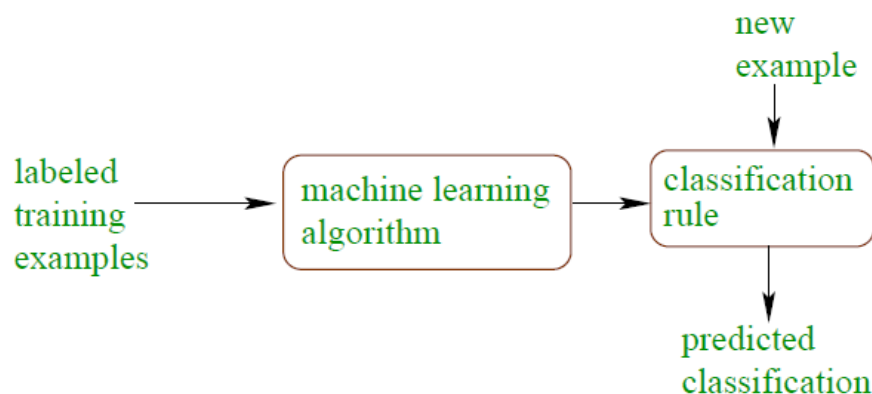 new
example
labeled
training
examples
machine learning
algorithm
classification
rule
predicted
classification